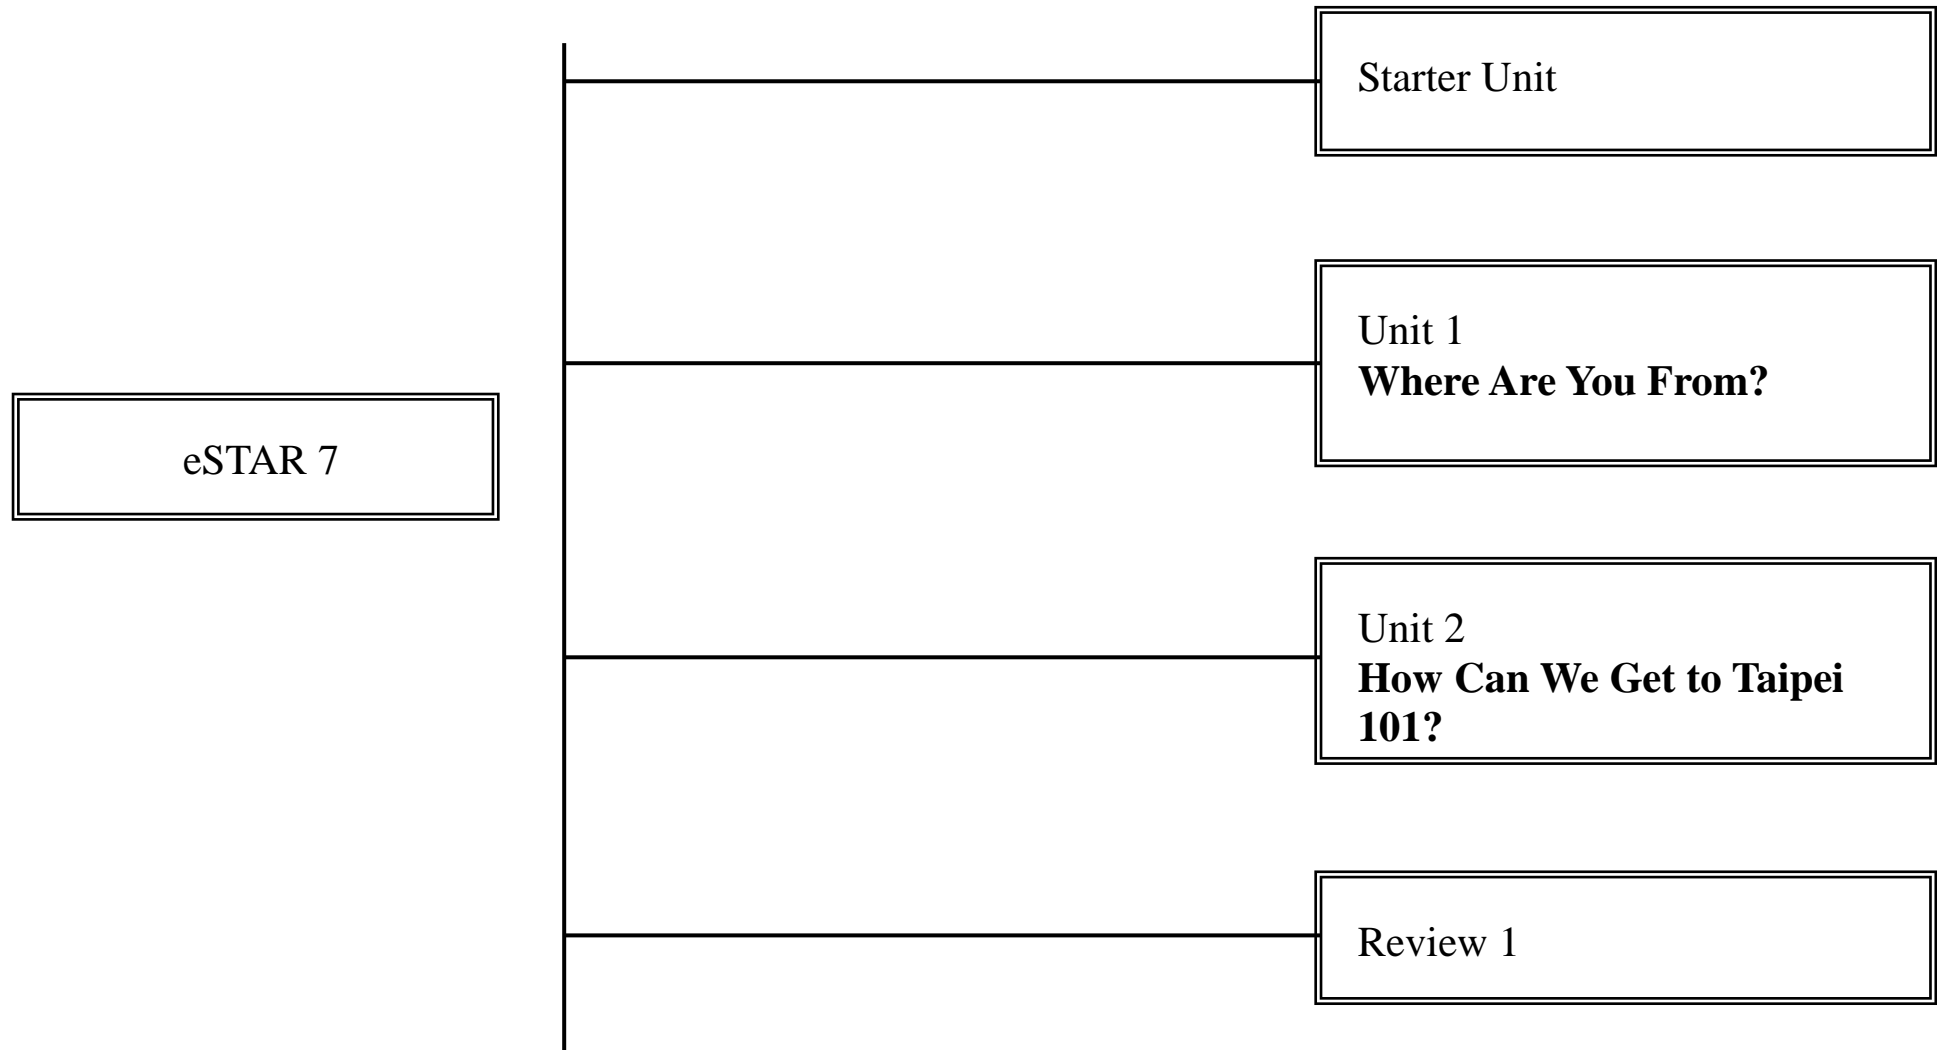 Starter Unit
Unit 1
Where Are You From?
eSTAR 7
Unit 2
How Can We Get to Taipei
101?
Review 1